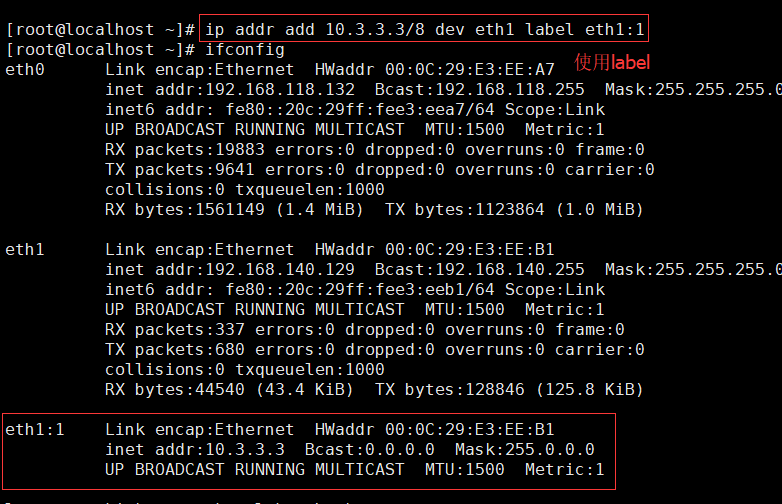 [root@localhost ~]# ip addr add 10.3.3.3/8 dev eth1 label eth1:1
[root@localhost ~]# ifconfig
使用label
eth0 Link encap:Ethernet HWaddr 00:0C:29:E3:EE:A7
inet addr:192.168.118.132 Bcast:192.168.118.255 Mask:255.255.255.0
inet6 addr: fe80::20c:29ff:fee3:eea7/64 Scope:Link
UP BROADCAST RUNNING MULTICAST MTU:1500 Metric:1
RX packets:19883 errors:0 dropped:0 overruns:0 frame:0
TX packets:9641 errors:0 dropped:0 overruns:0 carrier:0
collisions:0 txqueuelen:1000
RX bytes:1561149 (1.4 MiB) TX bytes:1123864 (1.0 MiB)
eth1 Link encap:Ethernet HWaddr 00:0C:29:E3:EE:B1
inet addr:192.168.140.129 Bcast:192.168.140.255 Mask:255.255.255.0
inet6 addr: fe80::20c:29ff:fee3:eeb1/64 Scope:Link
UP BROADCAST RUNNING MULTICAST MTU:1500 Metric:1
RX packets:337 errors:0 dropped:0 overruns:0 frame:0
TX packets:680 errors:0 dropped:0 overruns:0 carrier:0
collisions:0 txqueuelen:1000
RX bytes:44540 (43.4 KiB) TX bytes:128846 (125.8 KiB)
eth1:1 Link encap:Ethernet HWaddr 00:0C:29:E3:EE:B1
inet addr:10.3.3.3 Bcast:0.0.0.0 Mask:255.0.0.0
UP BROADCAST RUNNING MULTICAST MTU:1500 Metric:1